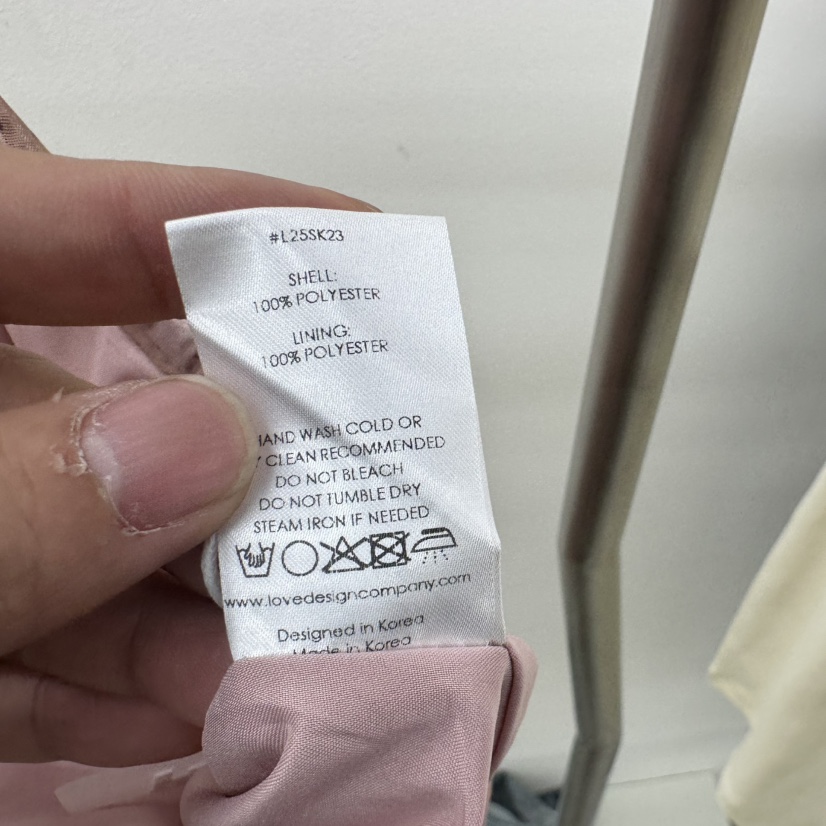 #L25SK23
SHELL:
100% POLYESTER
LINING:
100% POLYESTER
HAND WASH COLD OR
Y CLEAN RECOMMENDED
DO NOT BLEACH
DO NOT TUMBLE DRY
STEAM IRON IF NEEDED
www.lovedesigncompany.com
Designed in Korea
Made in Korea